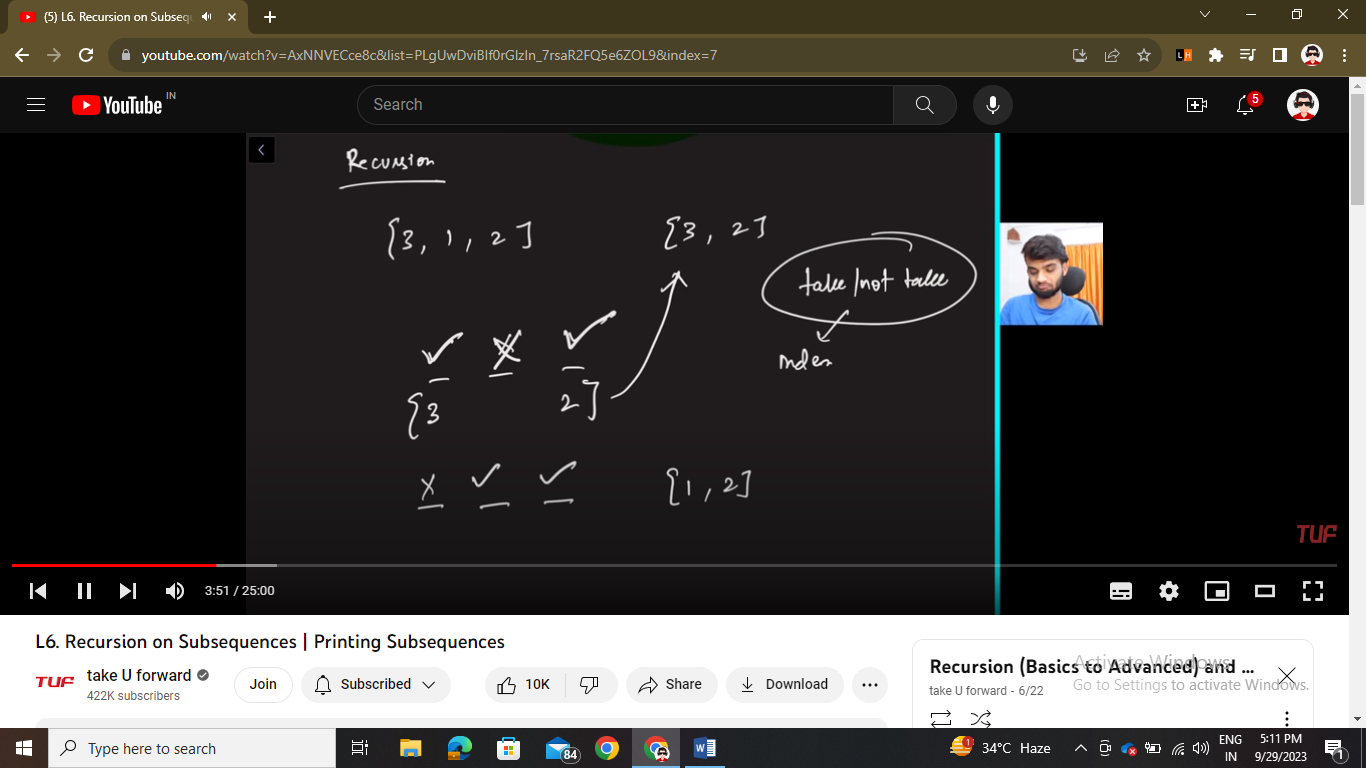 (5) L6. Recursion on Subseq
youtube.com/watch?v=AxNNVECce8c&list=PLgUwDviBIf0rGlzIn_7rsaR2FQ5e6ZOL9&index=7
LH
YouTube IN
Search
5
Recursion
{3, 1, 2]
[3, 2]
take/not take
index
{3 2]
[1, 2]
TUF
3:51 / 25:00
L6. Recursion on Subsequences | Printing Subsequences
TUF
take U forward
422K subscribers
Join
Subscribed
10K
Share
Download
Recursion (Basics to Advanced) and ...
take U forward - 6/22
Activate Windows
Go to Settings to activate Windows.
Type here to search
84
1
34°C Haze
ENG
IN
5:11 PM
9/29/2023
1